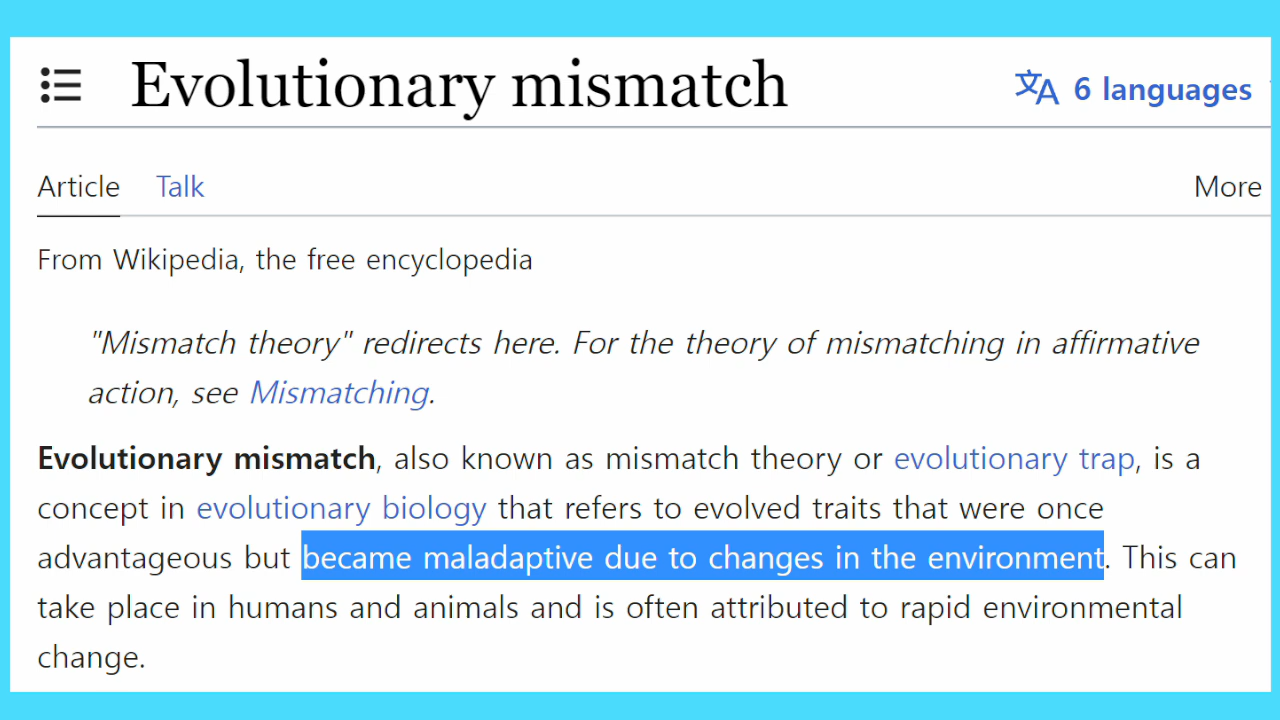 Evolutionary mismatch
6 languages
Article Talk More
From Wikipedia, the free encyclopedia
"Mismatch theory" redirects here. For the theory of mismatching in affirmative
action, see Mismatching.
Evolutionary mismatch, also known as mismatch theory or evolutionary trap, is a
concept in evolutionary biology that refers to evolved traits that were once
advantageous but became maladaptive due to changes in the environment. This can
take place in humans and animals and is often attributed to rapid environmental
change.